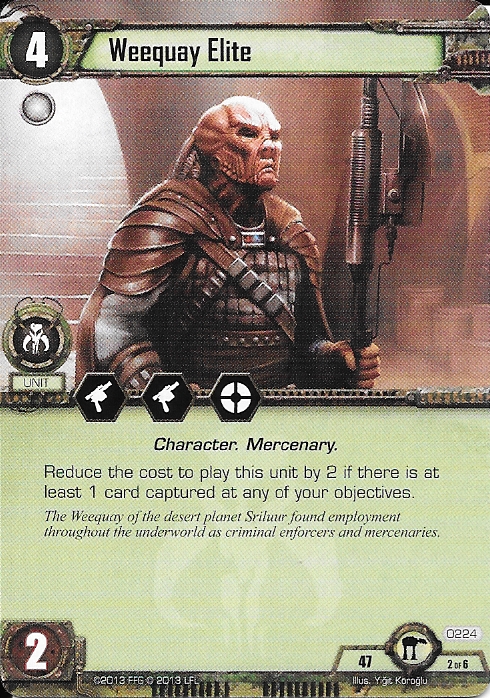 4
Weequay Elite
UNIT
Character. Mercenary.
Reduce the cost to play this unit by 2 if there is at
least 1 card captured at any of your objectives.
The Weequay of the desert planet Sriluur found employment
throughout the underworld as criminal enforcers and mercenaries.
2
0224
47
2 OF 6
©2013 FFG © 2013 LFL
Illus. Yiğit Köroğlu